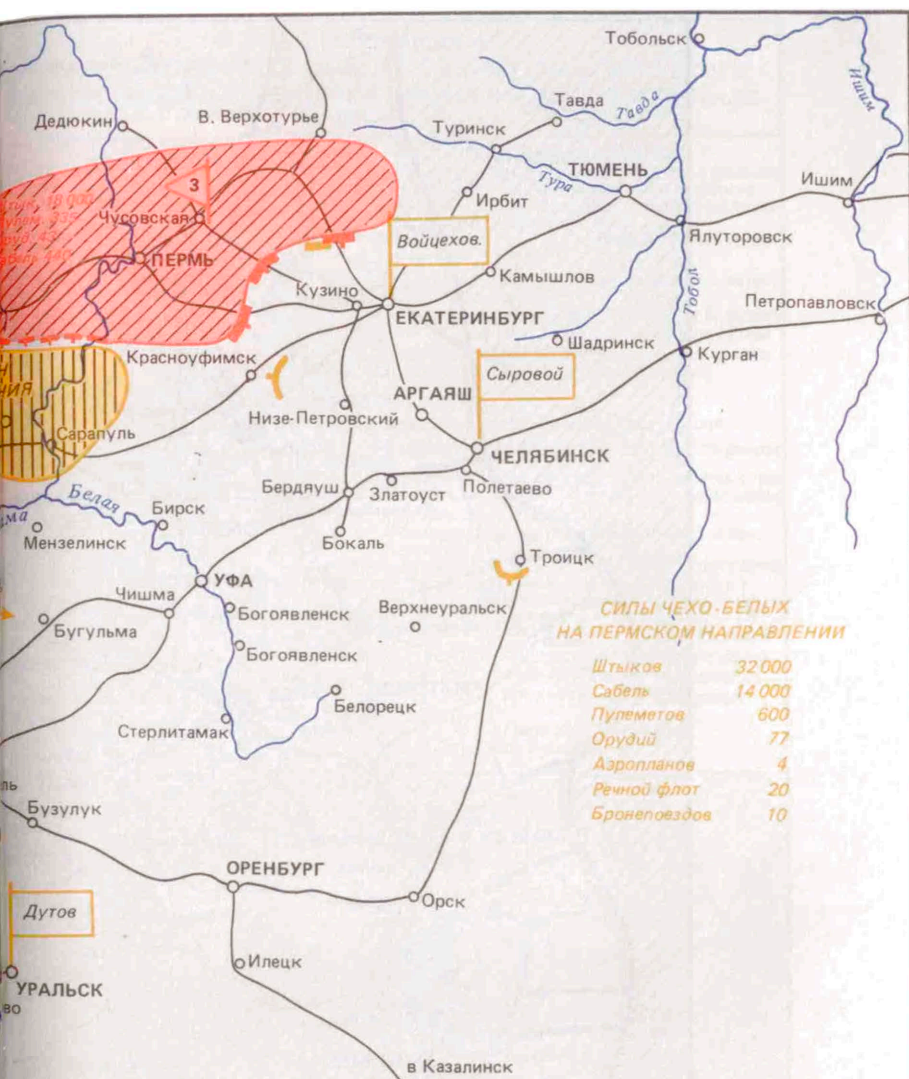 Тобольск
Ишим
Тавда
Тавда
Дедюкин
В. Верхотурье
Туринск
ТЮМЕНЬ
Тура
Ирбит
Ишим
3
18 000
Чусовская
Войцехов.
Ялуторовск
ПЕРМЬ
Камышлов
Тобол
Кузино
Петропавловск
ЕКАТЕРИНБУРГ
Шадринск
Красноуфимск
Курган
Сыровой
АРГАЯШ
Низе-Петровский
Сарапуль
ЧЕЛЯБИНСК
Бердяуш
Златоуст
Полетаево
Белая
Бирск
Мензелинск
Бокаль
Троицк
УФА
Чишма
Богоявленск
Верхнеуральск
Бугульма
Богоявленск
Белорецк
Стерлитамак
СИЛЫ ЧЕХО-БЕЛЫХ
НА ПЕРМСКОМ НАПРАВЛЕНИИ
Штыков 32 000
Сабель 14 000
Пулеметов 600
Орудий 77
Аэропланов 4
Речной флот 20
Бронепоездов 10
ль
Бузулук
ОРЕНБУРГ
Орск
Дутов
Илецк
УРАЛЬСК
во
в Казалинск